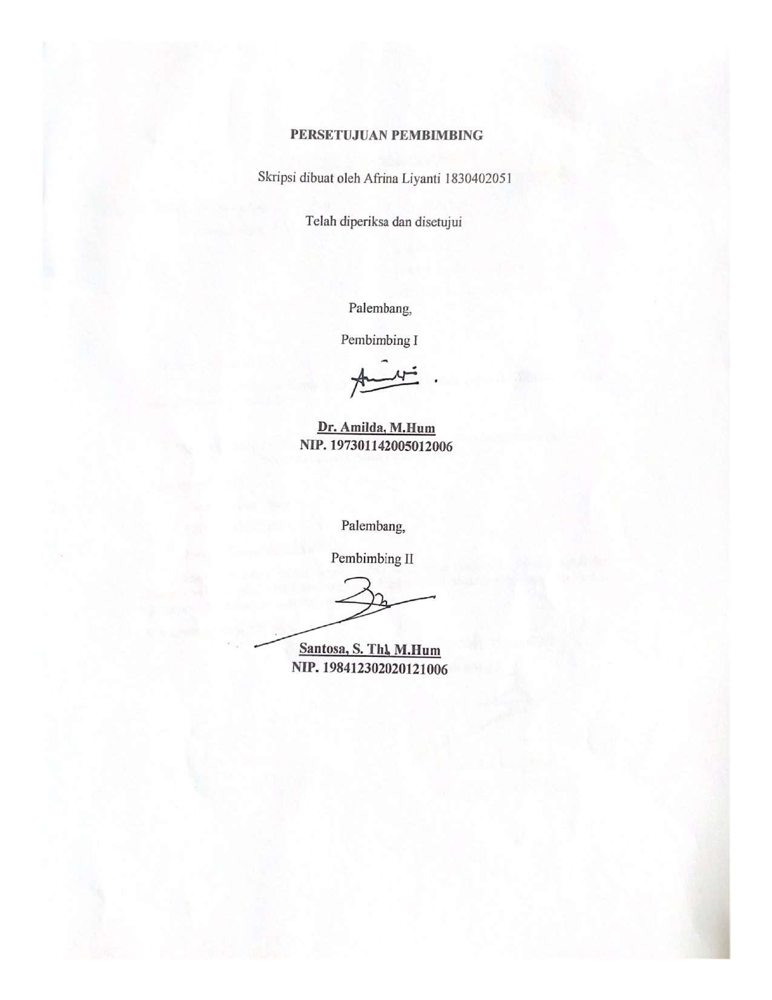 PERSETUJUAN PEMBIMBING
Skripsi dibuat oleh Afrina Liyanti 1830402051
Telah diperiksa dan disetujui
Palembang,
Pembimbing I
Dr. Amilda, M.Hum
NIP. 197301142005012006
Palembang,
Pembimbing II
Santosa, S. ThI, M.Hum
NIP. 198412302020121006